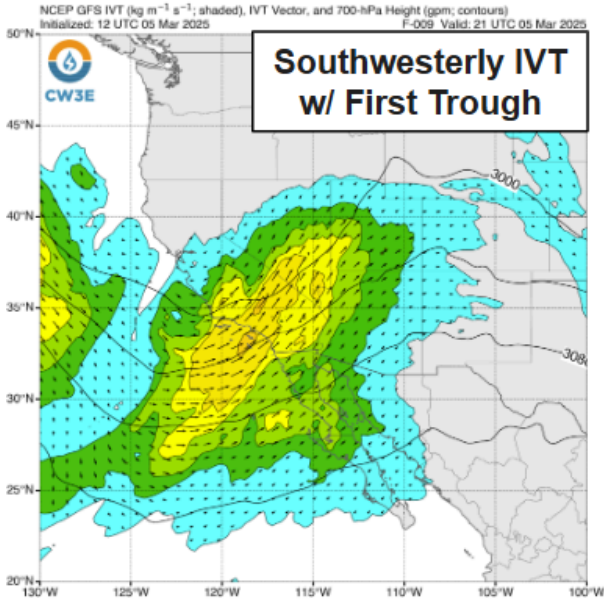 NCEP GFS IVT (kg m⁻¹ s⁻¹; shaded), IVT Vector, and 700-hPa Height (gpm; contours)
Initialized: 12 UTC 05 Mar 2025 F-009 Valid: 21 UTC 05 Mar 2025
50°N
CW3E
Southwesterly IVT
w/ First Trough
45°N
3000
40°N
35°N
308
30°N
25°N
20°N
130°W 125°W 120°W 115°W 110°W 105°W 100°W